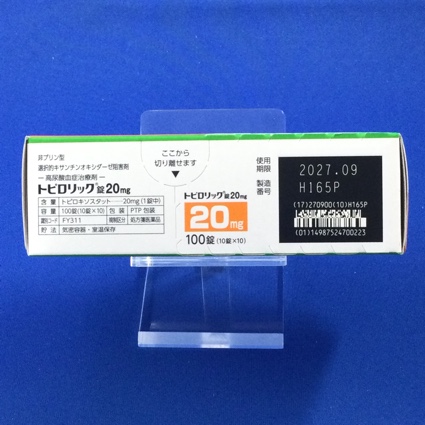 非プリン型
選択的キサンチンオキシダーゼ阻害剤
―高尿酸血症治療剤―
トピロリック錠20mg
含 量 トピロキソスタット……20mg(1錠中)
容 量 100錠(10錠×10) 包 装 PTP 包装
識別コード FY311 規制区分 処方箋医薬品
貯 法 気密容器・室温保存
ここから
切り離せます
▼
トピロリック錠20mg
20mg
100錠(10錠×10)
使用
期限
2027.09
製造
番号
H165P
(17)270900(10)H165P
(01)14987524700223